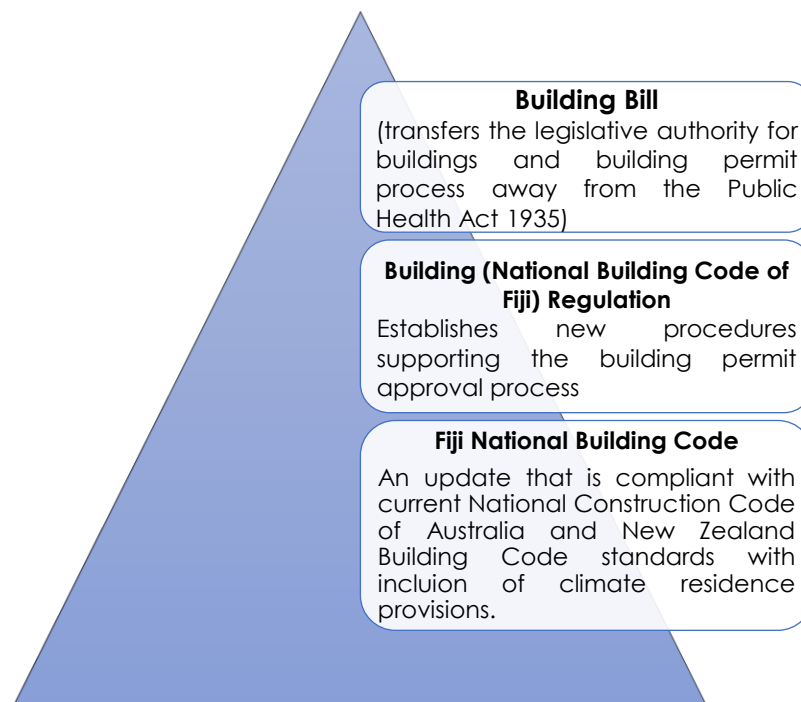 Building Bill
(transfers the legislative authority for
buildings and building permit
process away from the Public
Health Act 1935)
Building (National Building Code of
Fiji) Regulation
Establishes new procedures
supporting the building permit
approval process
Fiji National Building Code
An update that is compliant with
current National Construction Code
of Australia and New Zealand
Building Code standards with
incluion of climate residence
provisions.